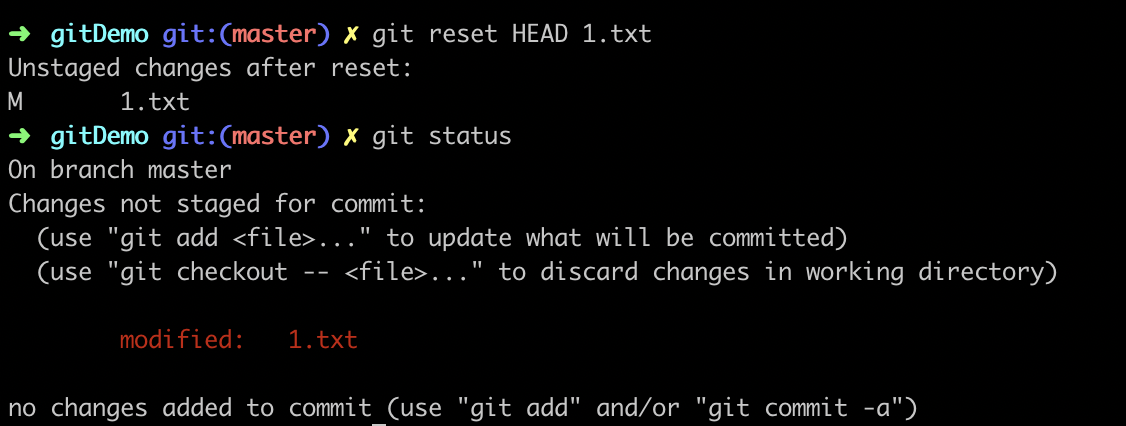 ➜  gitDemo git:(master) ✗ git reset HEAD 1.txt
Unstaged changes after reset:
M       1.txt
➜  gitDemo git:(master) ✗ git status
On branch master
Changes not staged for commit:
  (use "git add <file>..." to update what will be committed)
  (use "git checkout -- <file>..." to discard changes in working directory)
        modified:   1.txt
no changes added to commit (use "git add" and/or "git commit -a")